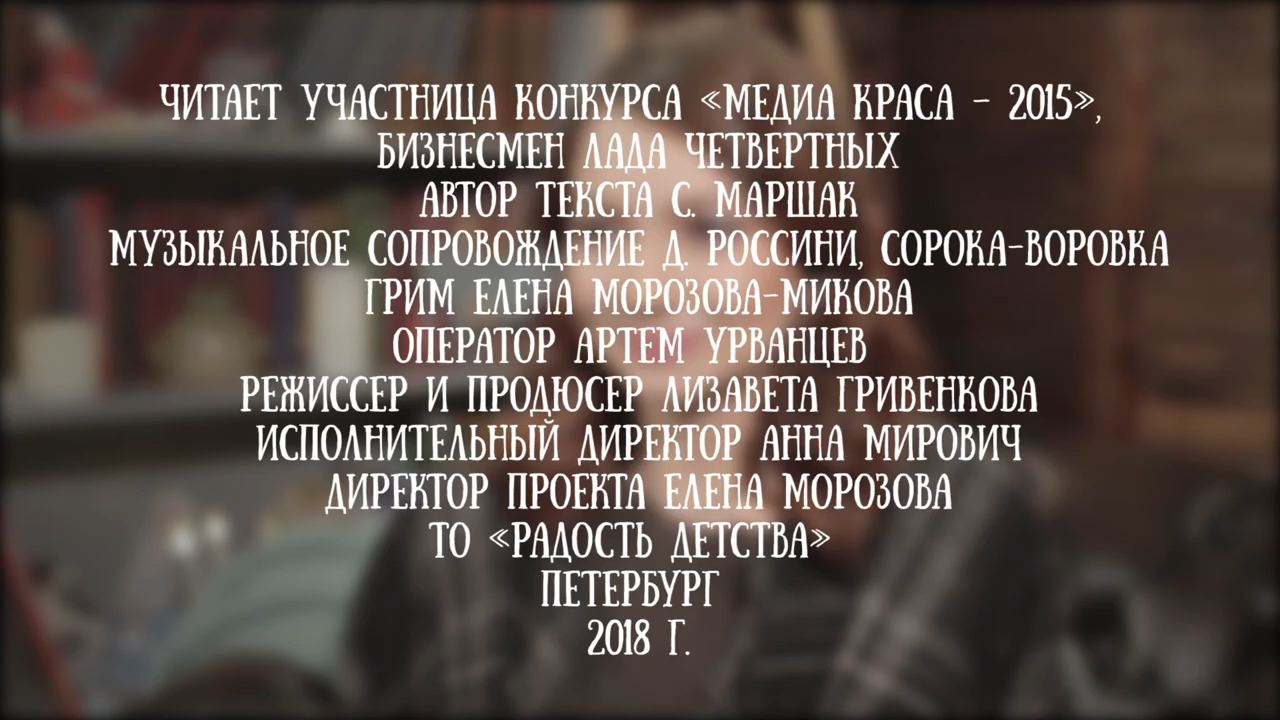 ЧИТАЕТ УЧАСТНИЦА КОНКУРСА «МЕДИА КРАСА - 2015»,
БИЗНЕСМЕН ЛАДА ЧЕТВЕРТНЫХ
АВТОР ТЕКСТА С. МАРШАК
МУЗЫКАЛЬНОЕ СОПРОВОЖДЕНИЕ Д. РОССИНИ, СОРОКА-ВОРОВКА
ГРИМ ЕЛЕНА МОРОЗОВА-МИКОВА
ОПЕРАТОР АРТЕМ УРВАНЦЕВ
РЕЖИССЕР И ПРОДЮСЕР ЛИЗАВЕТА ГРИВЕНКОВА
ИСПОЛНИТЕЛЬНЫЙ ДИРЕКТОР АННА МИРОВИЧ
ДИРЕКТОР ПРОЕКТА ЕЛЕНА МОРОЗОВА
ТО «РАДОСТЬ ДЕТСТВА»
ПЕТЕРБУРГ
2018 Г.